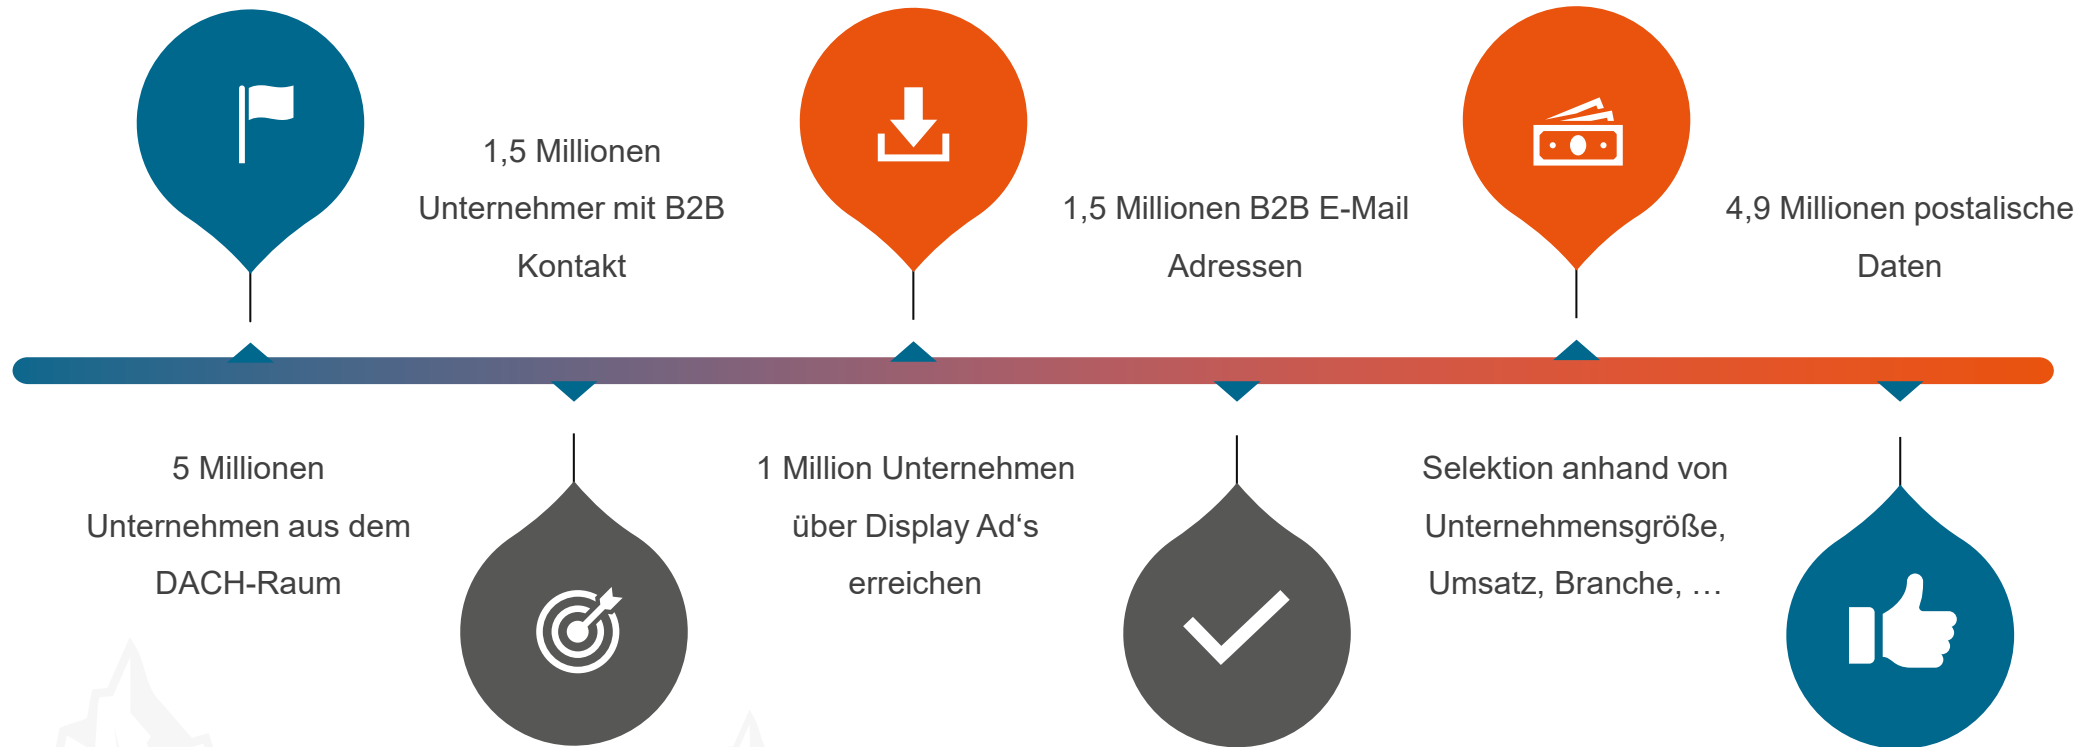 1,5 Millionen
Unternehmer mit B2B
Kontakt
1,5 Millionen B2B E-Mail
Adressen
4,9 Millionen postalische
Daten
5 Millionen
Unternehmen aus dem
DACH-Raum
1 Million Unternehmen
über Display Ad‘s
erreichen
Selektion anhand von
Unternehmensgröße,
Umsatz, Branche, …